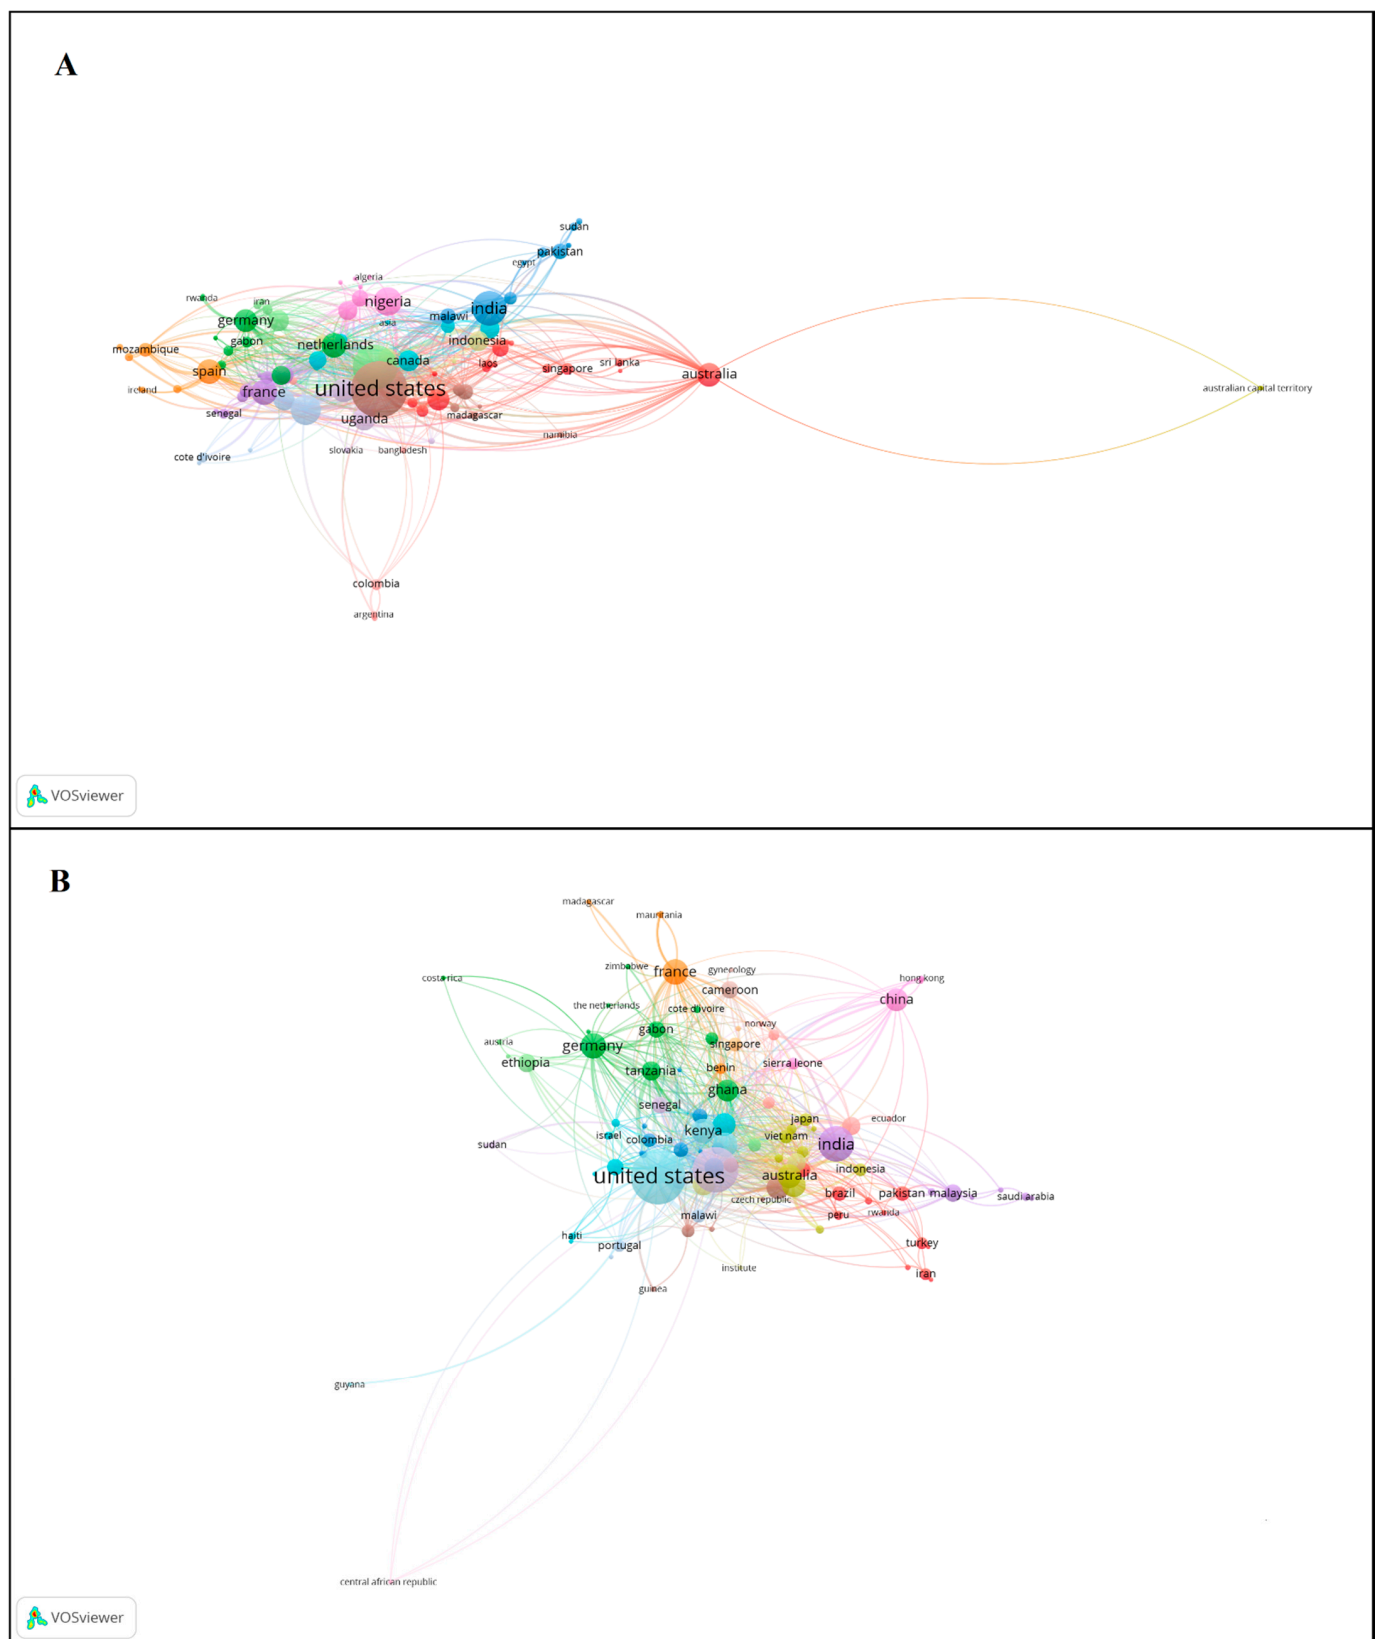 A
sudan
pakistan
egypt
algeria
rwanda
iran
nigeria
india
germany
malawi
asia
gabon
netherlands
indonesia
mozambique
canada
laos
sri lanka
spain
singapore
australia
ireland
france
united states
australian capital territory
senegal
uganda
madagascar
namibia
cote d'ivoire
slovakia
bangladesh
colombia
argentina
VOSviewer
B
madagascar
mauritania
zimbabwe
france
gynecology
costa rica
hong kong
cameroon
china
the netherlands
cote d'ivoire
gabon
norway
austria
germany
singapore
ethiopia
tanzania
benin
sierra leone
ghana
senegal
japan
ecuador
israel
colombia
kenya
viet nam
india
sudan
united states
australia
indonesia
czech republic
brazil
pakistan
malaysia
saudi arabia
malawi
peru
rwanda
haiti
portugal
turkey
institute
iran
guinea
guyana
central african republic
VOSviewer